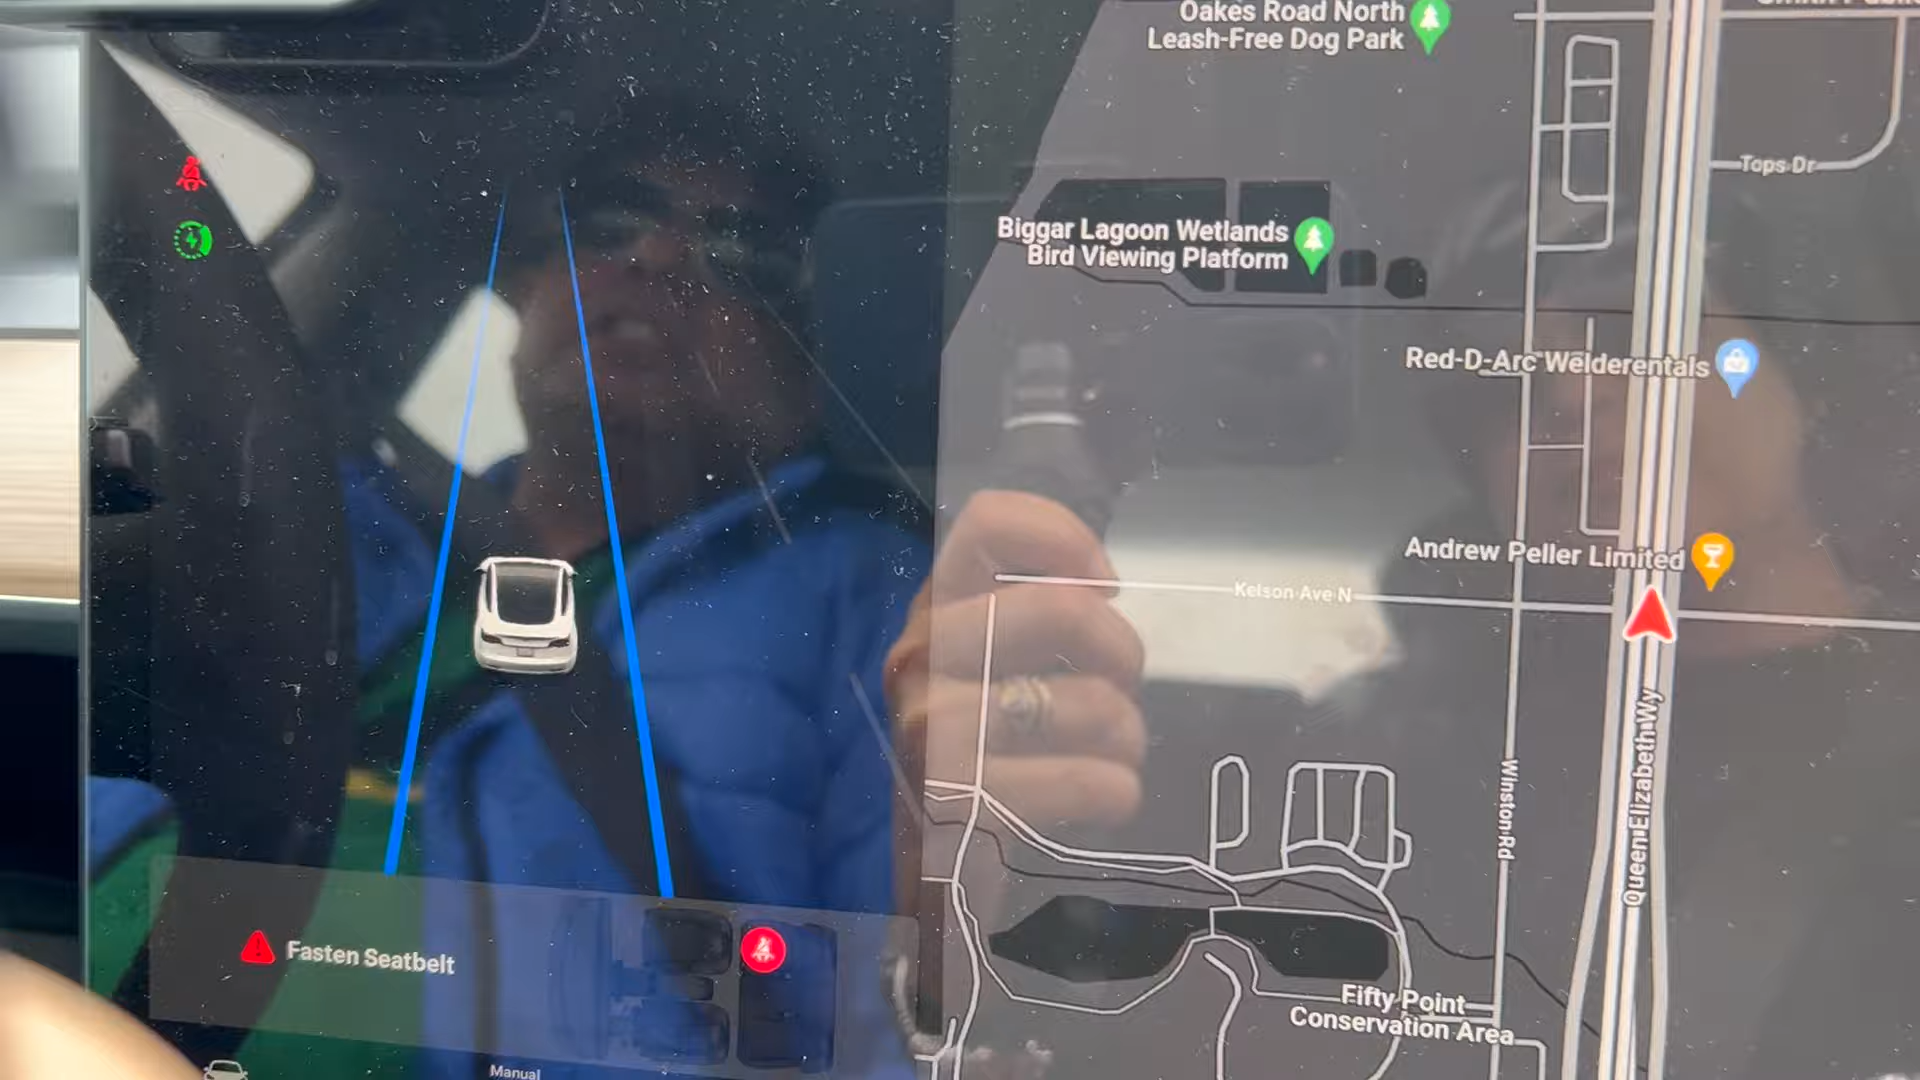 Oakes Road North
Leash-Free Dog Park
Tops Dr
Biggar Lagoon Wetlands
Bird Viewing Platform
Red-D-Arc Welderentals
Andrew Peller Limited
Kelson Ave N
Queen Elizabeth Wy
Winston Rd
Fasten Seatbelt
Fifty Point
Conservation Area
Manual